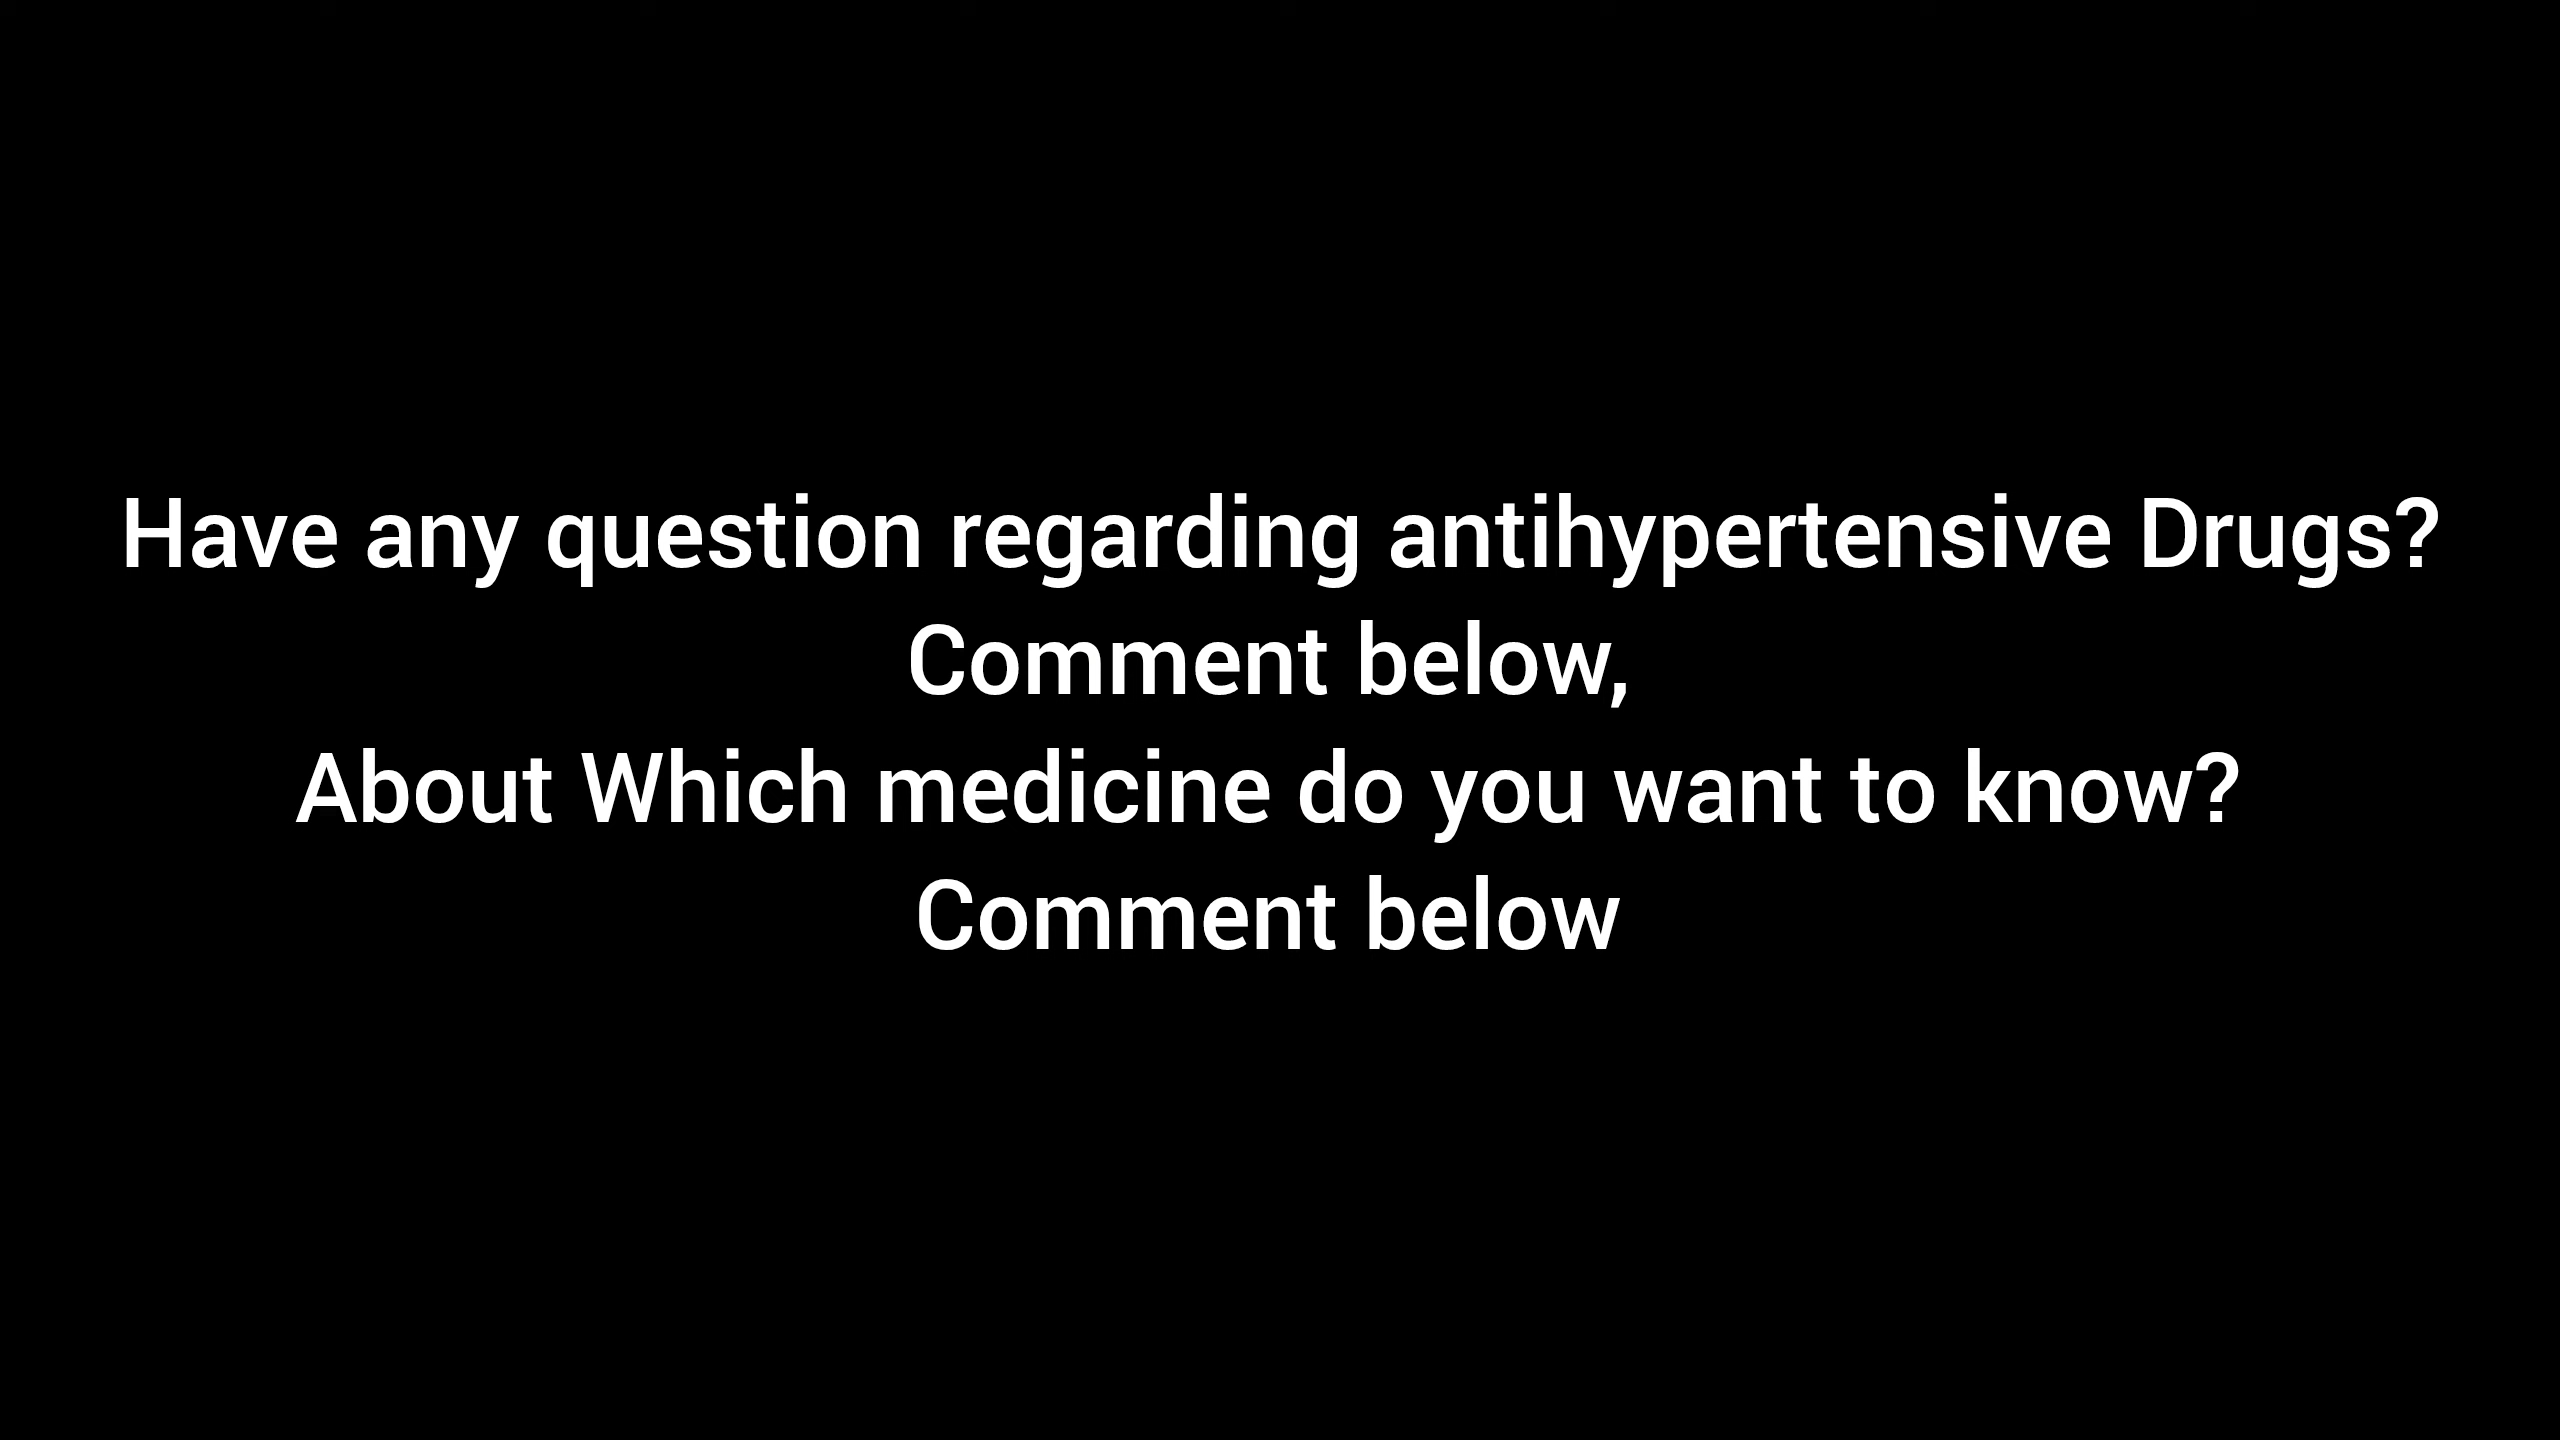 Have any question regarding antihypertensive Drugs?
Comment below,
About Which medicine do you want to know?
Comment below